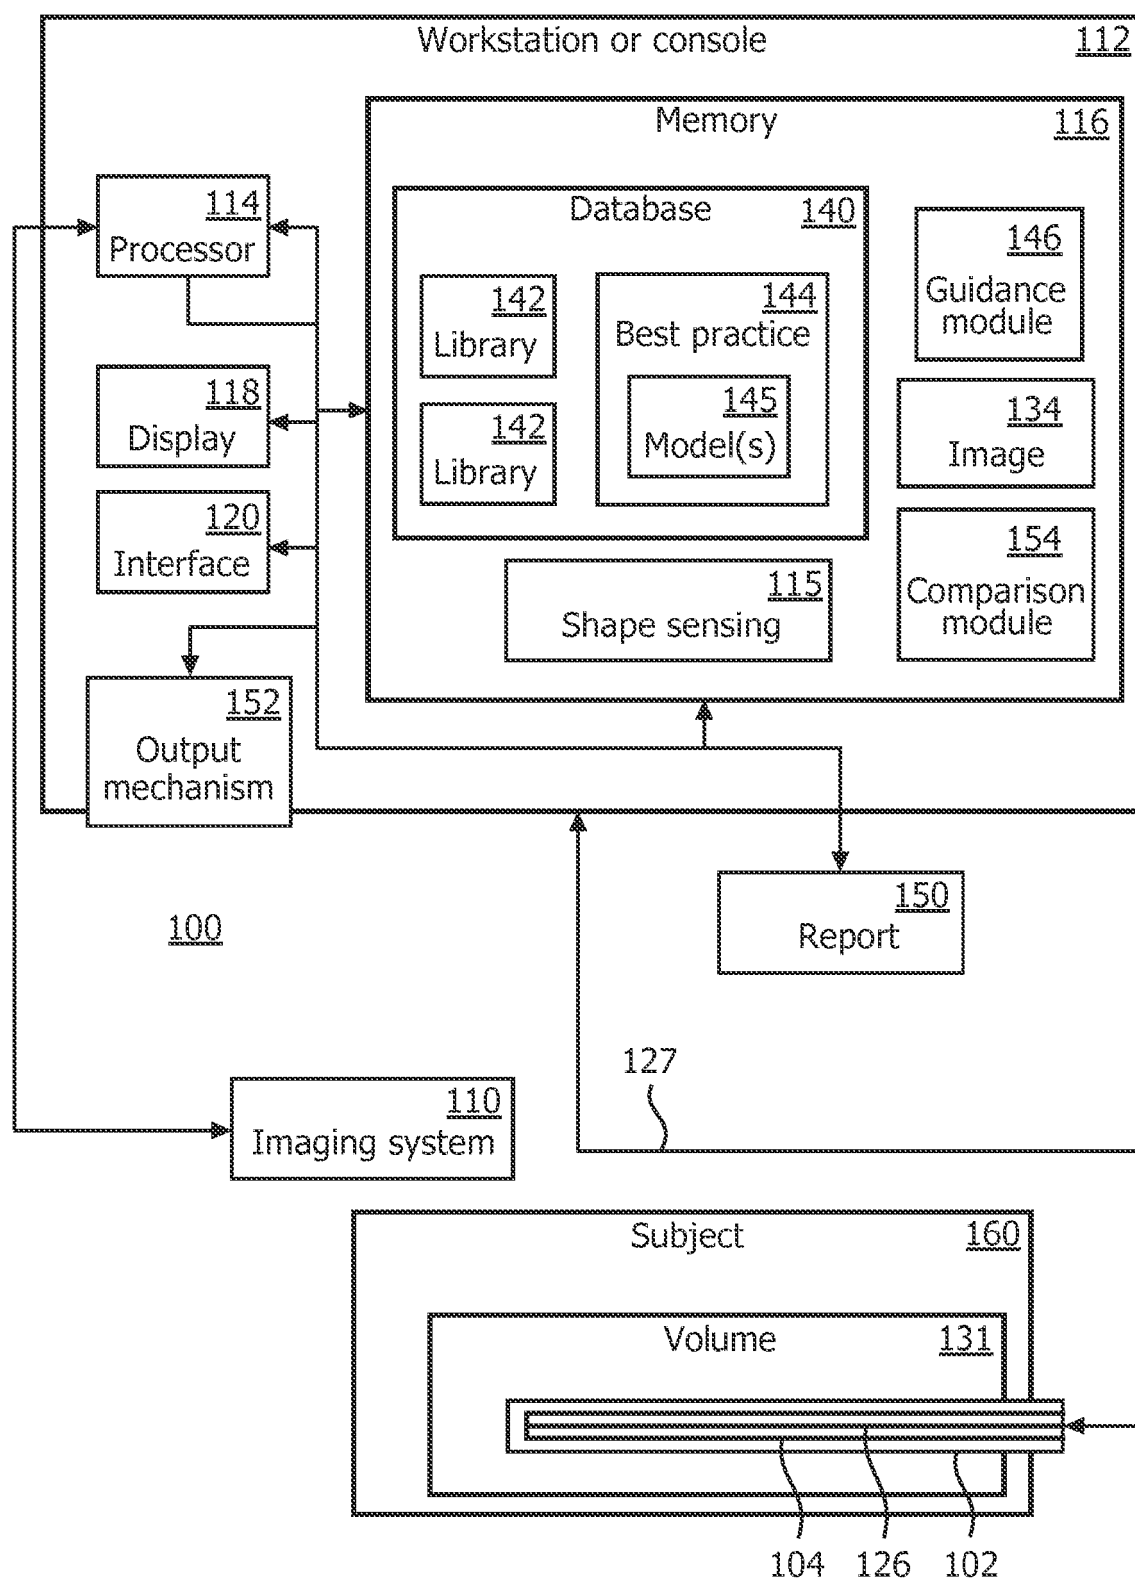 Workstation or console 112
Memory 116
114
Processor
Database 140
146
Guidance
module
142
Library
144
Best practice
118
Display
145
Model(s)
134
Image
142
Library
120
Interface
154
Comparison
module
115
Shape sensing
152
Output
mechanism
150
Report
100
127
110
Imaging system
Subject 160
Volume 131
104 126 102